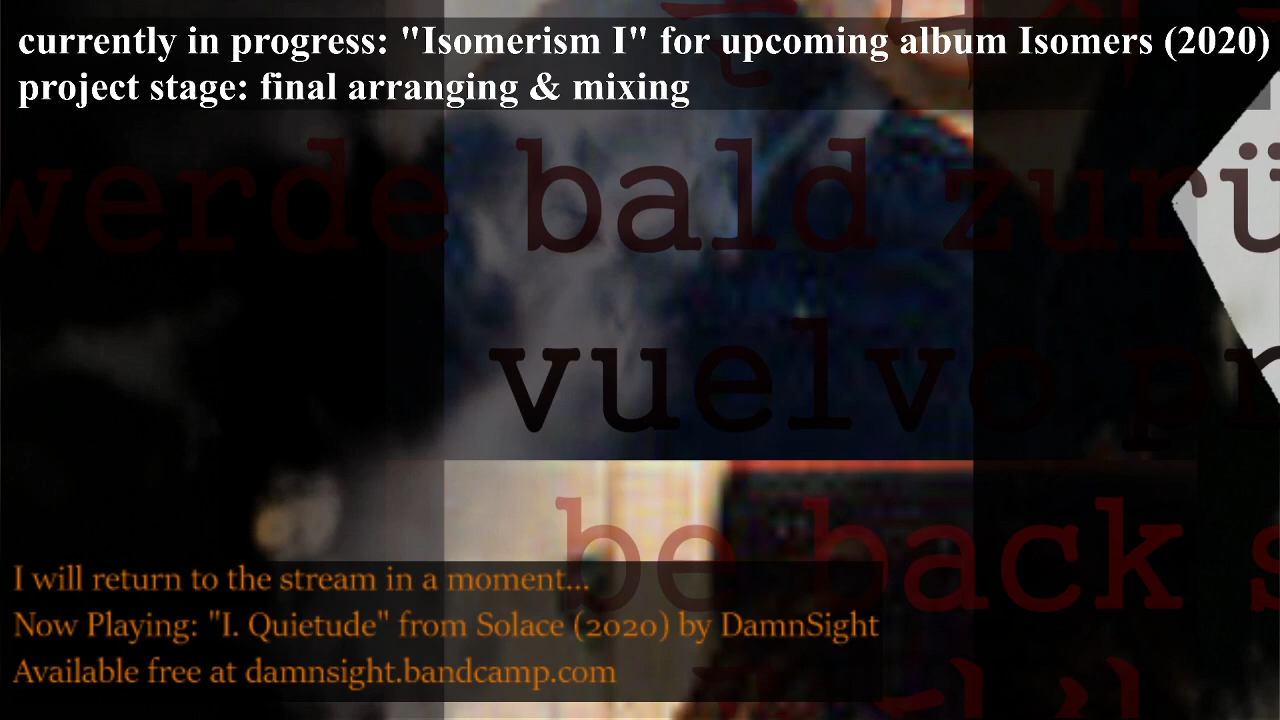 currently in progress: "Isomerism I" for upcoming album Isomers (2020)
project stage: final arranging & mixing
werde bald zurü
vuelvo pr
be back s
I will return to the stream in a moment...
Now Playing: "I. Quietude" from Solace (2020) by DamnSight
Available free at damnsight.bandcamp.com